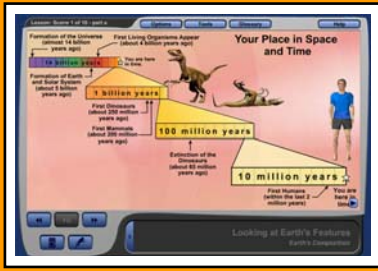 Lesson: Scene 1 of 10 - part a
Options
Tools
Glossary
Help
Formation of the Universe
(almost 14 billion
years ago)
First Living Organisms Appear
(about 4 billion years ago)
Your Place in Space
and Time
You are
here
in time.
14 billion years
Formation of Earth
and Solar System
(about 5 billion
years ago)
1 billion years
First Dinosaurs
(about 250 million
years ago)
First Mammals
(about 200 million
years ago)
100 million years
Extinction of the
Dinosaurs
(about 65 million
years ago)
10 million years
First Humans
(within the last 2
million years)
You are
here in
time.
Looking at Earth's Features
Earth's Composition